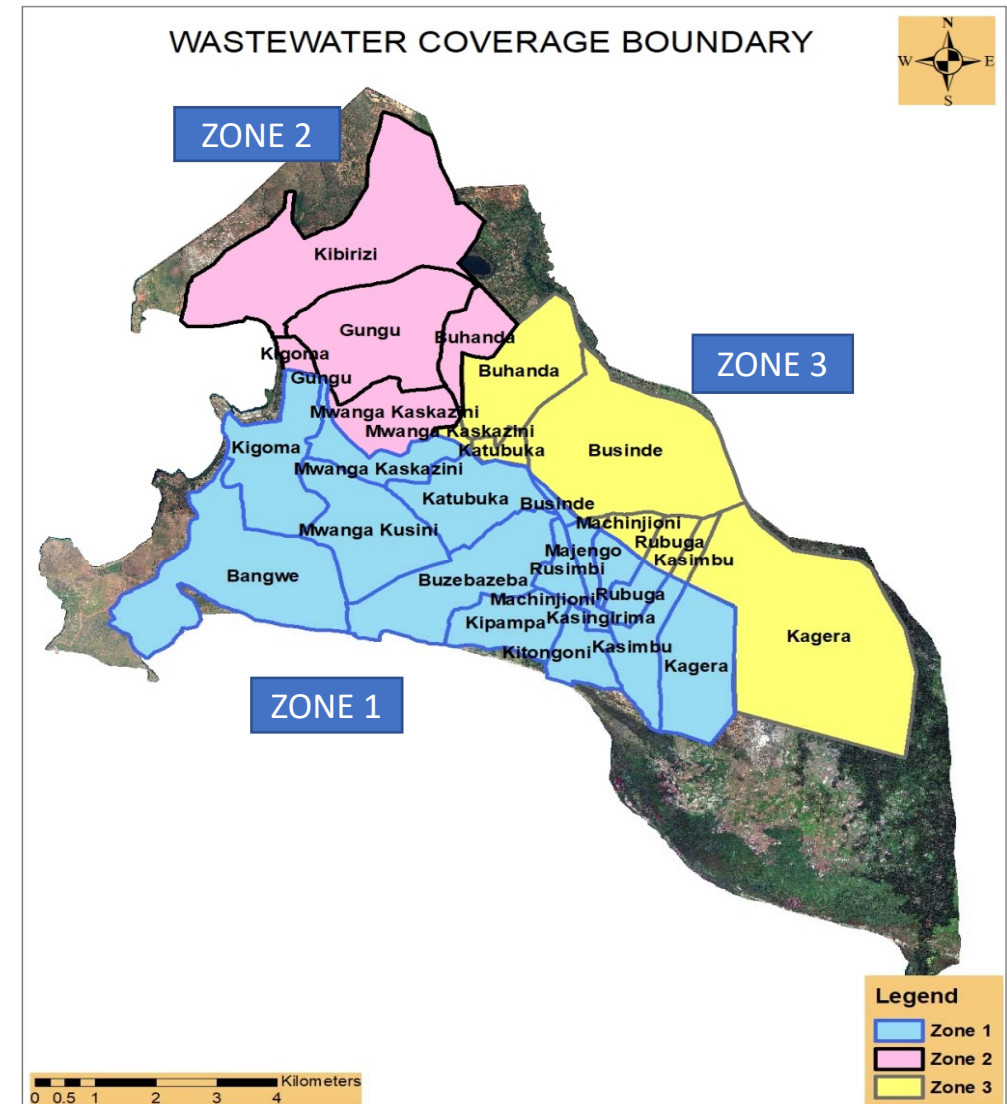 WASTEWATER COVERAGE BOUNDARY
N
W E
S
ZONE 2
Kibirizi
Gungu
Buhanda
Kigoma
ZONE 3
Buhanda
Gungu
Mwanga Kaskazini
Mwanga Kaskazini
Kigoma
Katubuka
Businde
Mwanga Kaskazini
Katubuka
Businde
Machinjioni
Mwanga Kusini
Rubuga
Majengo
Kasimbu
Rusimbi
Bangwe
Buzebazeba
Rubuga
Machinjioni
Kasingirima
Kipampa
Kagera
Kasimbu
Kitongoni
Kagera
ZONE 1
Legend
Zone 1
Zone 2
Zone 3
Kilometers
0 0.5 1 2 3 4